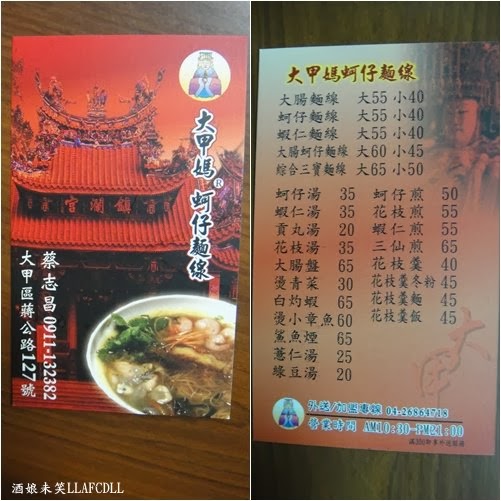 大甲媽®蚵仔麵線
鎮瀾宮
蔡志昌 0911-132382
大甲區蔣公路127號
大甲媽蚵仔麵線
大腸麵線 大55 小40
蚵仔麵線 大55 小40
蝦仁麵線 大55 小40
大腸蚵仔麵線 大60 小45
綜合三寶麵線 大65 小50
蚵仔湯 35
蝦仁湯 35
貢丸湯 20
花枝湯 35
大腸盤 65
燙青菜 30
白灼蝦 65
燙小章魚 60
鯊魚煙 65
薏仁湯 25
綠豆湯 20
蚵仔煎 50
花枝煎 55
蝦仁煎 55
三仙煎 65
花枝羹 40
花枝羹冬粉 45
花枝羹麵 45
花枝羹飯 45
大甲
外送/加盟專線 04-26864718
營業時間 AM10:30-PM21:00
酒娘未笑LLAFCDLL